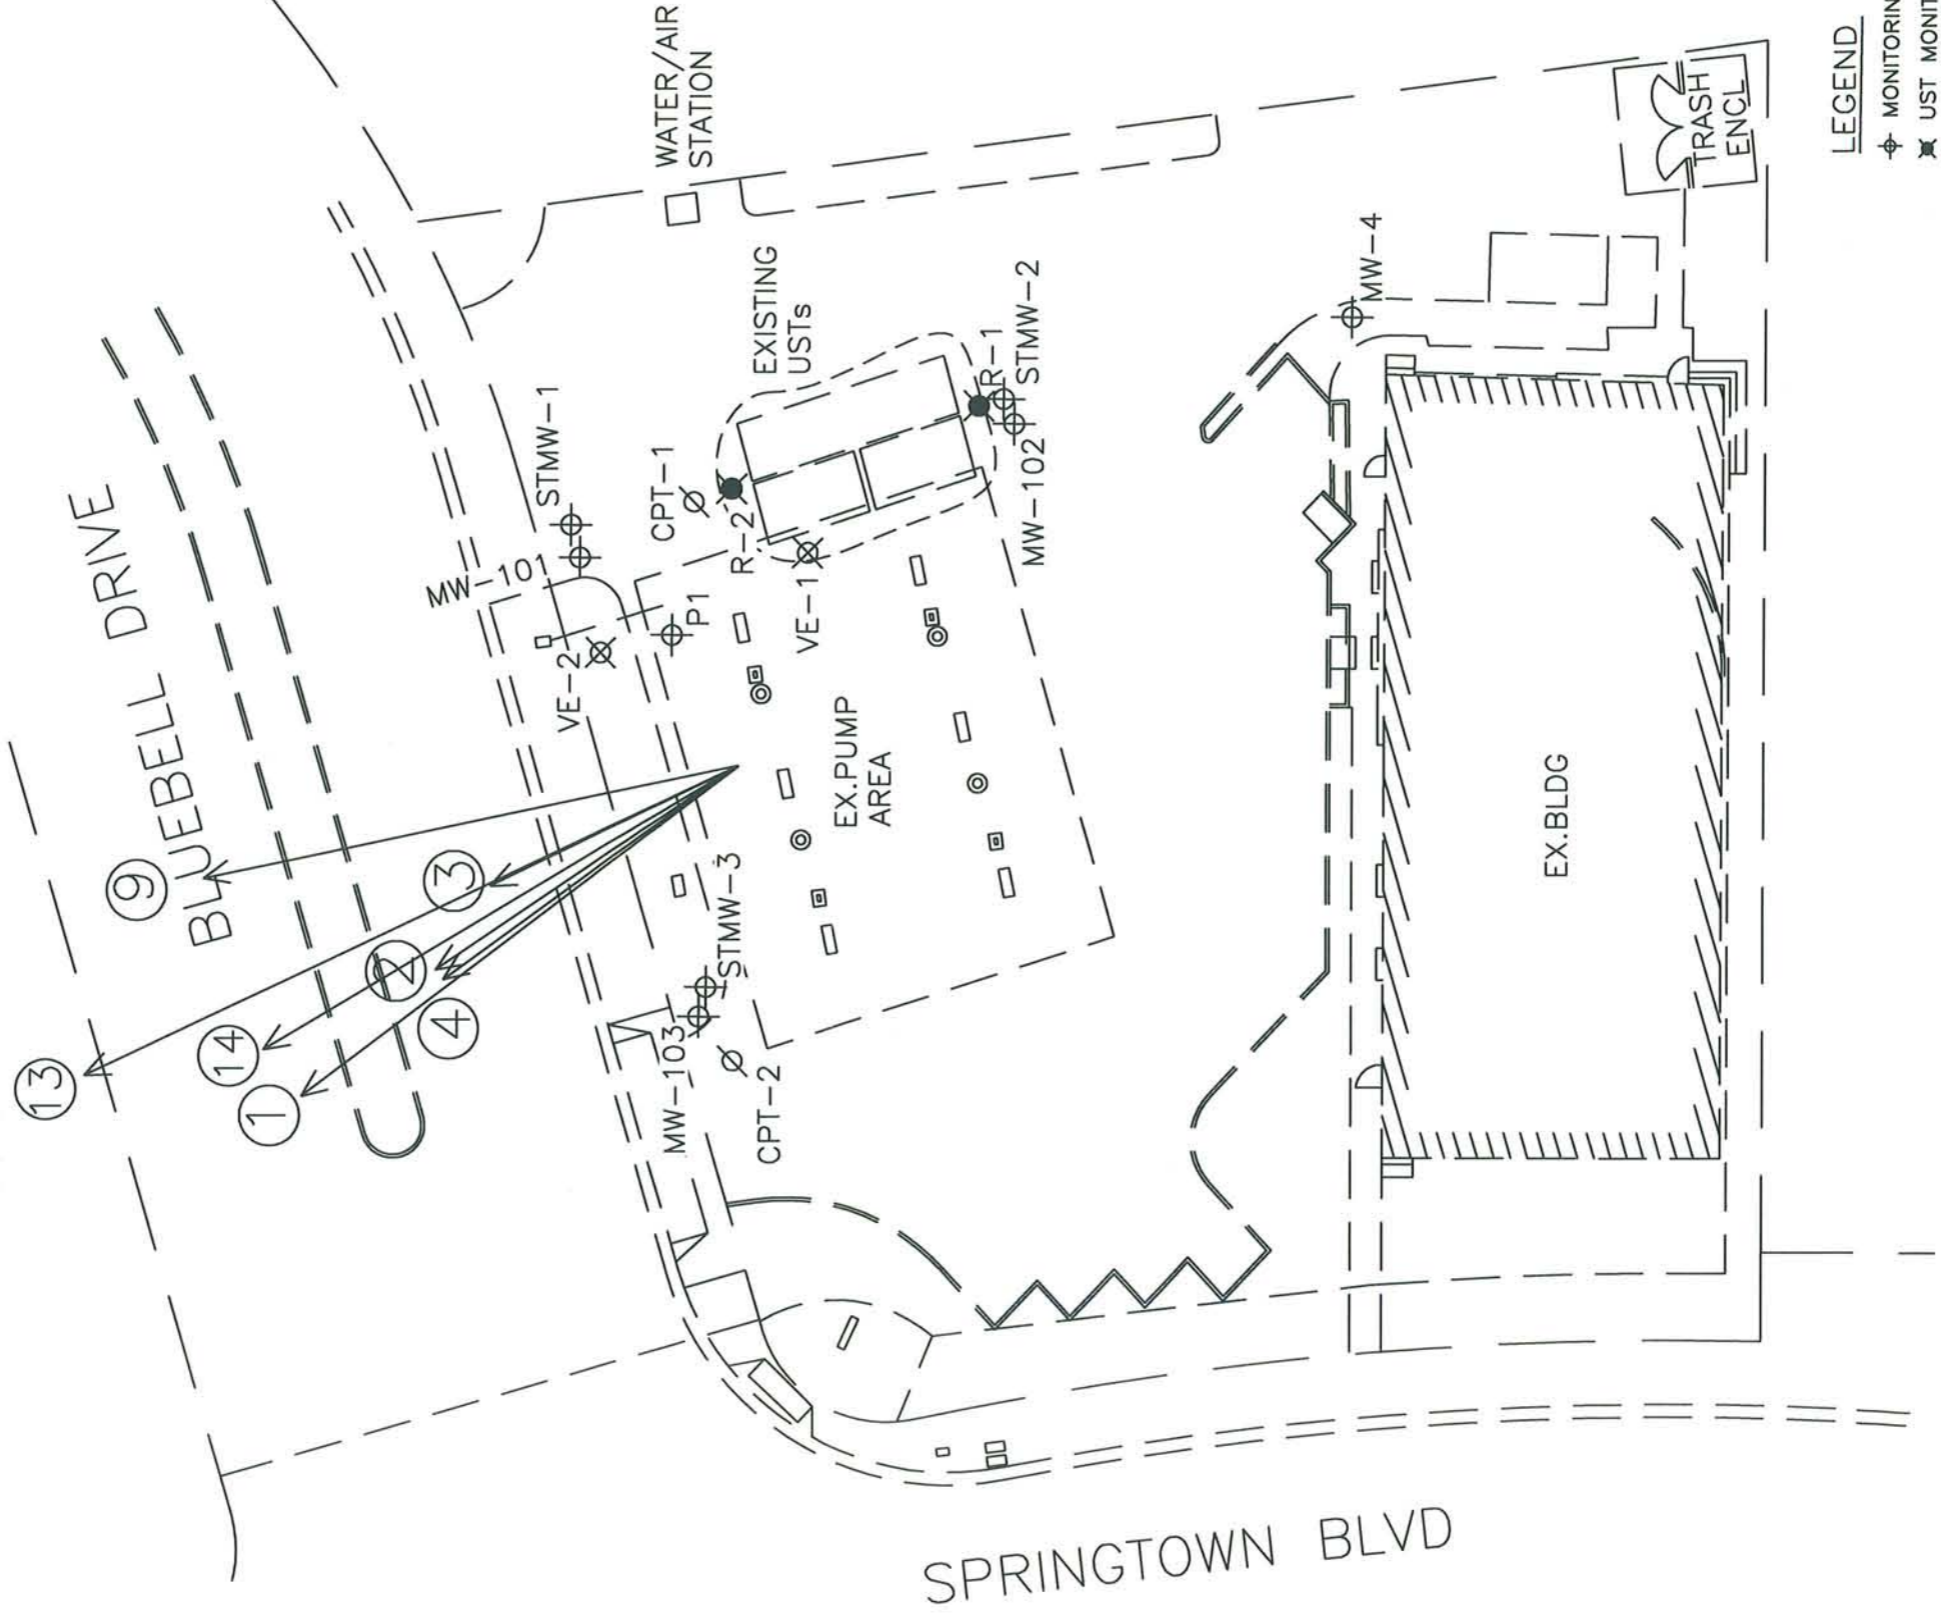 BLUEBELL DRIVE
WATER/AIR
STATION
LEGEND
MONITORIN
UST MONIT
TRASH
ENCL
EXISTING
USTs
MW-4
STMW-1
CPT-1
R-1
STMW-2
MW-102
MW-101
R-2
P1
VE-1
VE-2
EX.PUMP
AREA
9
3
2
4
14
13
1
STMW-3
MW-103
CPT-2
EX.BLDG
SPRINGTOWN BLVD